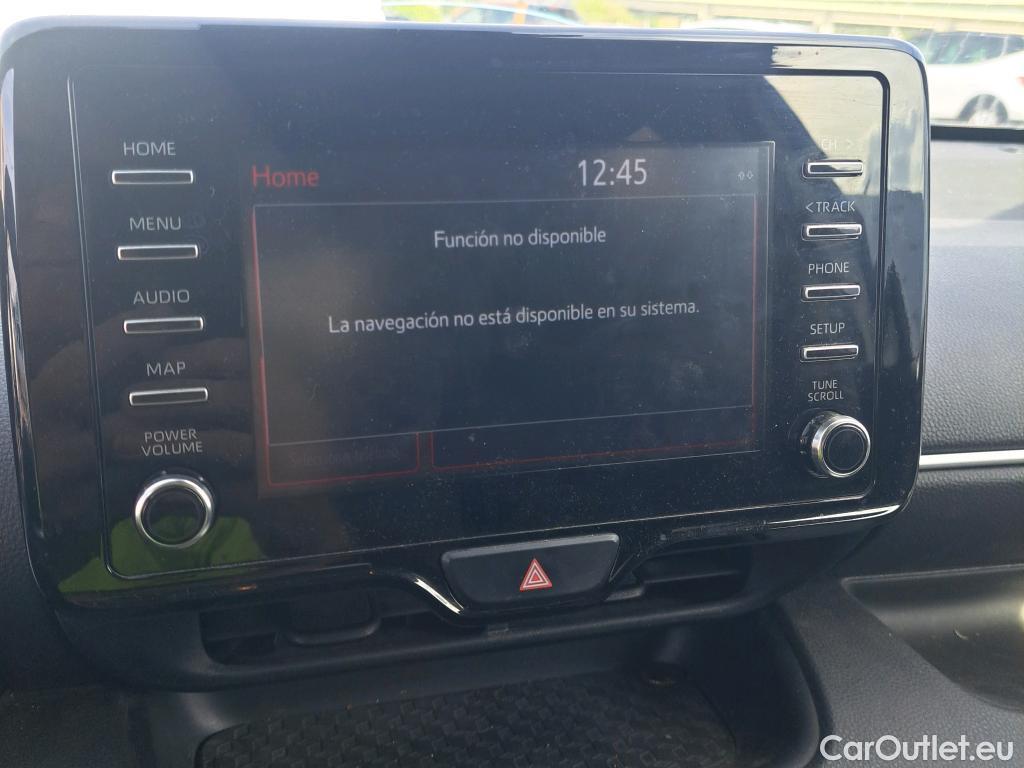 HOME
MENU
AUDIO
MAP
POWER
VOLUME
Home
12:45
Función no disponible
La navegación no está disponible en su sistema.
CH >
< TRACK
PHONE
SETUP
TUNE
SCROLL
CarOutlet.eu